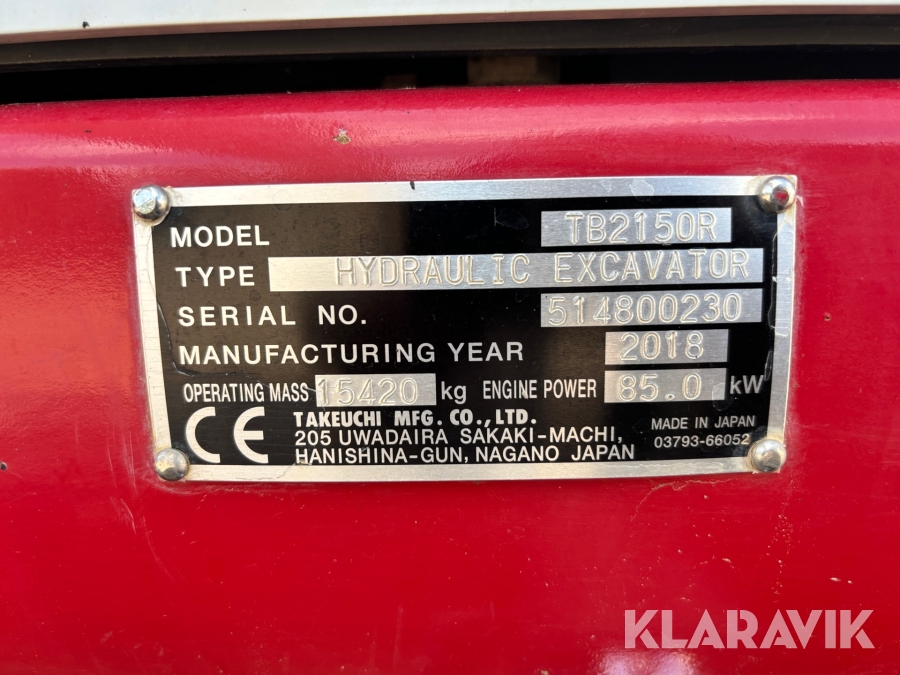 MODEL TB2150R
TYPE HYDRAULIC EXCAVATOR
SERIAL NO. 514800230
MANUFACTURING YEAR 2018
OPERATING MASS 15420 kg ENGINE POWER 85.0 kW
CE TAKEUCHI MFG. CO., LTD.
205 UWADAIRA SAKAKI-MACHI,
HANISHINA-GUN, NAGANO JAPAN
MADE IN JAPAN
03793-66052
KLARAVIK